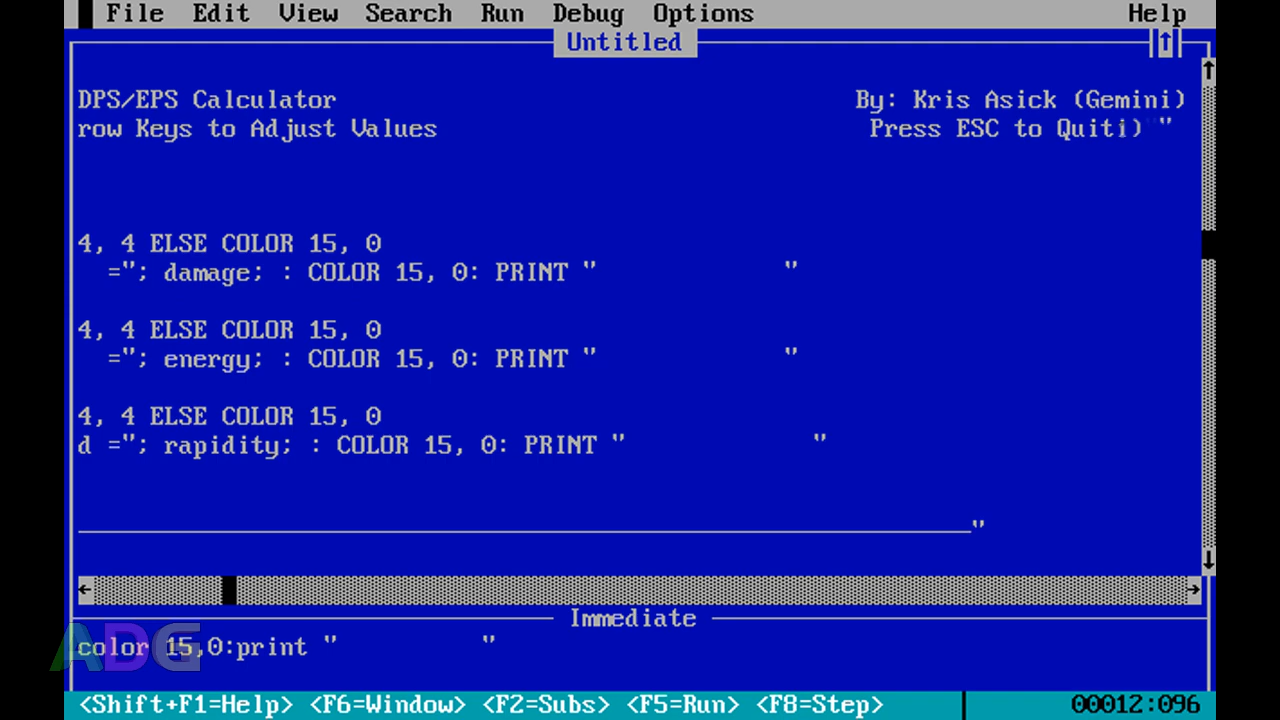 File Edit View Search Run Debug Options Help
Untitled
DPS/EPS Calculator By: Kris Asick (Gemini)
row Keys to Adjust Values Press ESC to Quiti) "
4, 4 ELSE COLOR 15, 0
="; damage; : COLOR 15, 0: PRINT " "
4, 4 ELSE COLOR 15, 0
="; energy; : COLOR 15, 0: PRINT " "
4, 4 ELSE COLOR 15, 0
d ="; rapidity; : COLOR 15, 0: PRINT " "
______________________________________________________________"
Immediate
color 15,0:print " "
ADG
<Shift+F1=Help> <F6=Window> <F2=Subs> <F5=Run> <F8=Step> 00012:096